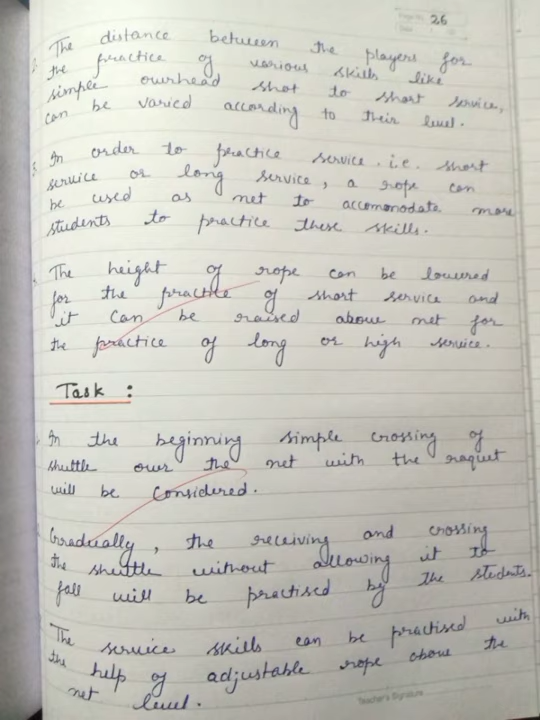 Page No. 26
Date
2. The distance between the players for
the practice of various skills like
simple overhead shot to short service,
can be varied according to their level.
3. In order to practice service i.e. short
service or long service, a rope can
be used as net to accomonodate more
students to practice these skills.
The height of rope can be lowered
for the practice of short service and
it can be raised above net for
the practice of long or high service.
Task :
In the beginning simple crossing of
shuttle over the net with the raquet
will be considered.
Gradually, the receiving and crossing
the shuttle without allowing it to
fall will be practised by the students.
The service skills can be practised with
the help of adjustable rope above the
net level.
Teacher's Signature